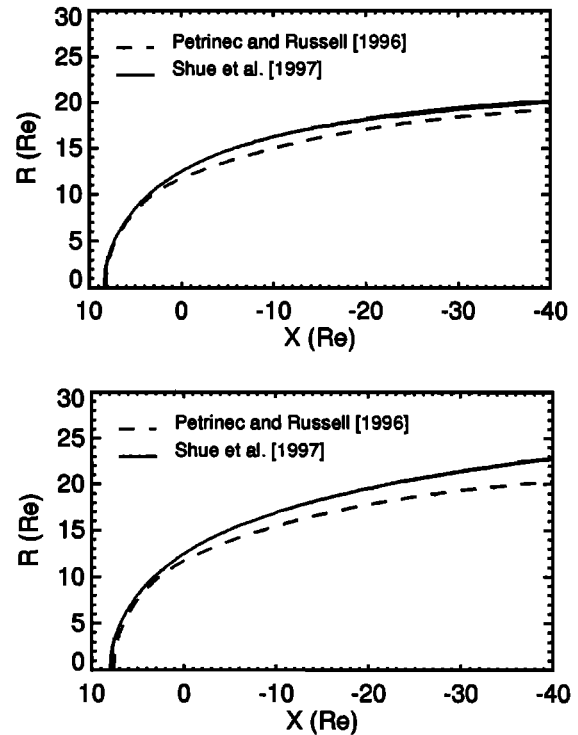 30
25
20
15
10
5
0
R (Re)
Petrinec and Russell [1996]
Shue et al. [1997]
10 0 -10 -20 -30 -40
X (Re)
30
25
20
15
10
5
0
R (Re)
Petrinec and Russell [1996]
Shue et al. [1997]
10 0 -10 -20 -30 -40
X (Re)